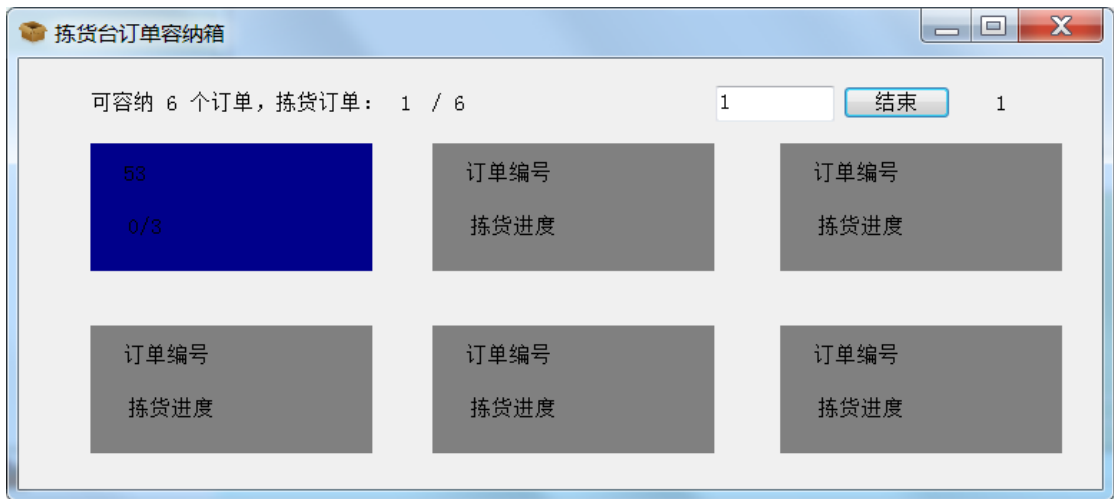 拣货台订单容纳箱
可容纳 6 个订单，拣货订单： 1 / 6 1 结束 1
53 订单编号 订单编号
0/3 拣货进度 拣货进度
订单编号 订单编号 订单编号
拣货进度 拣货进度 拣货进度